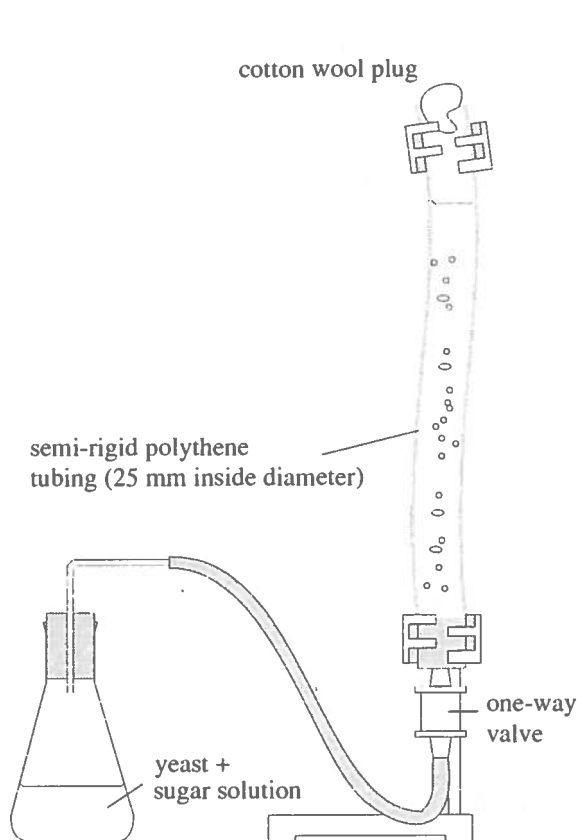 cotton wool plug
semi-rigid polythene
tubing (25 mm inside diameter)
one-way
valve
yeast +
sugar solution